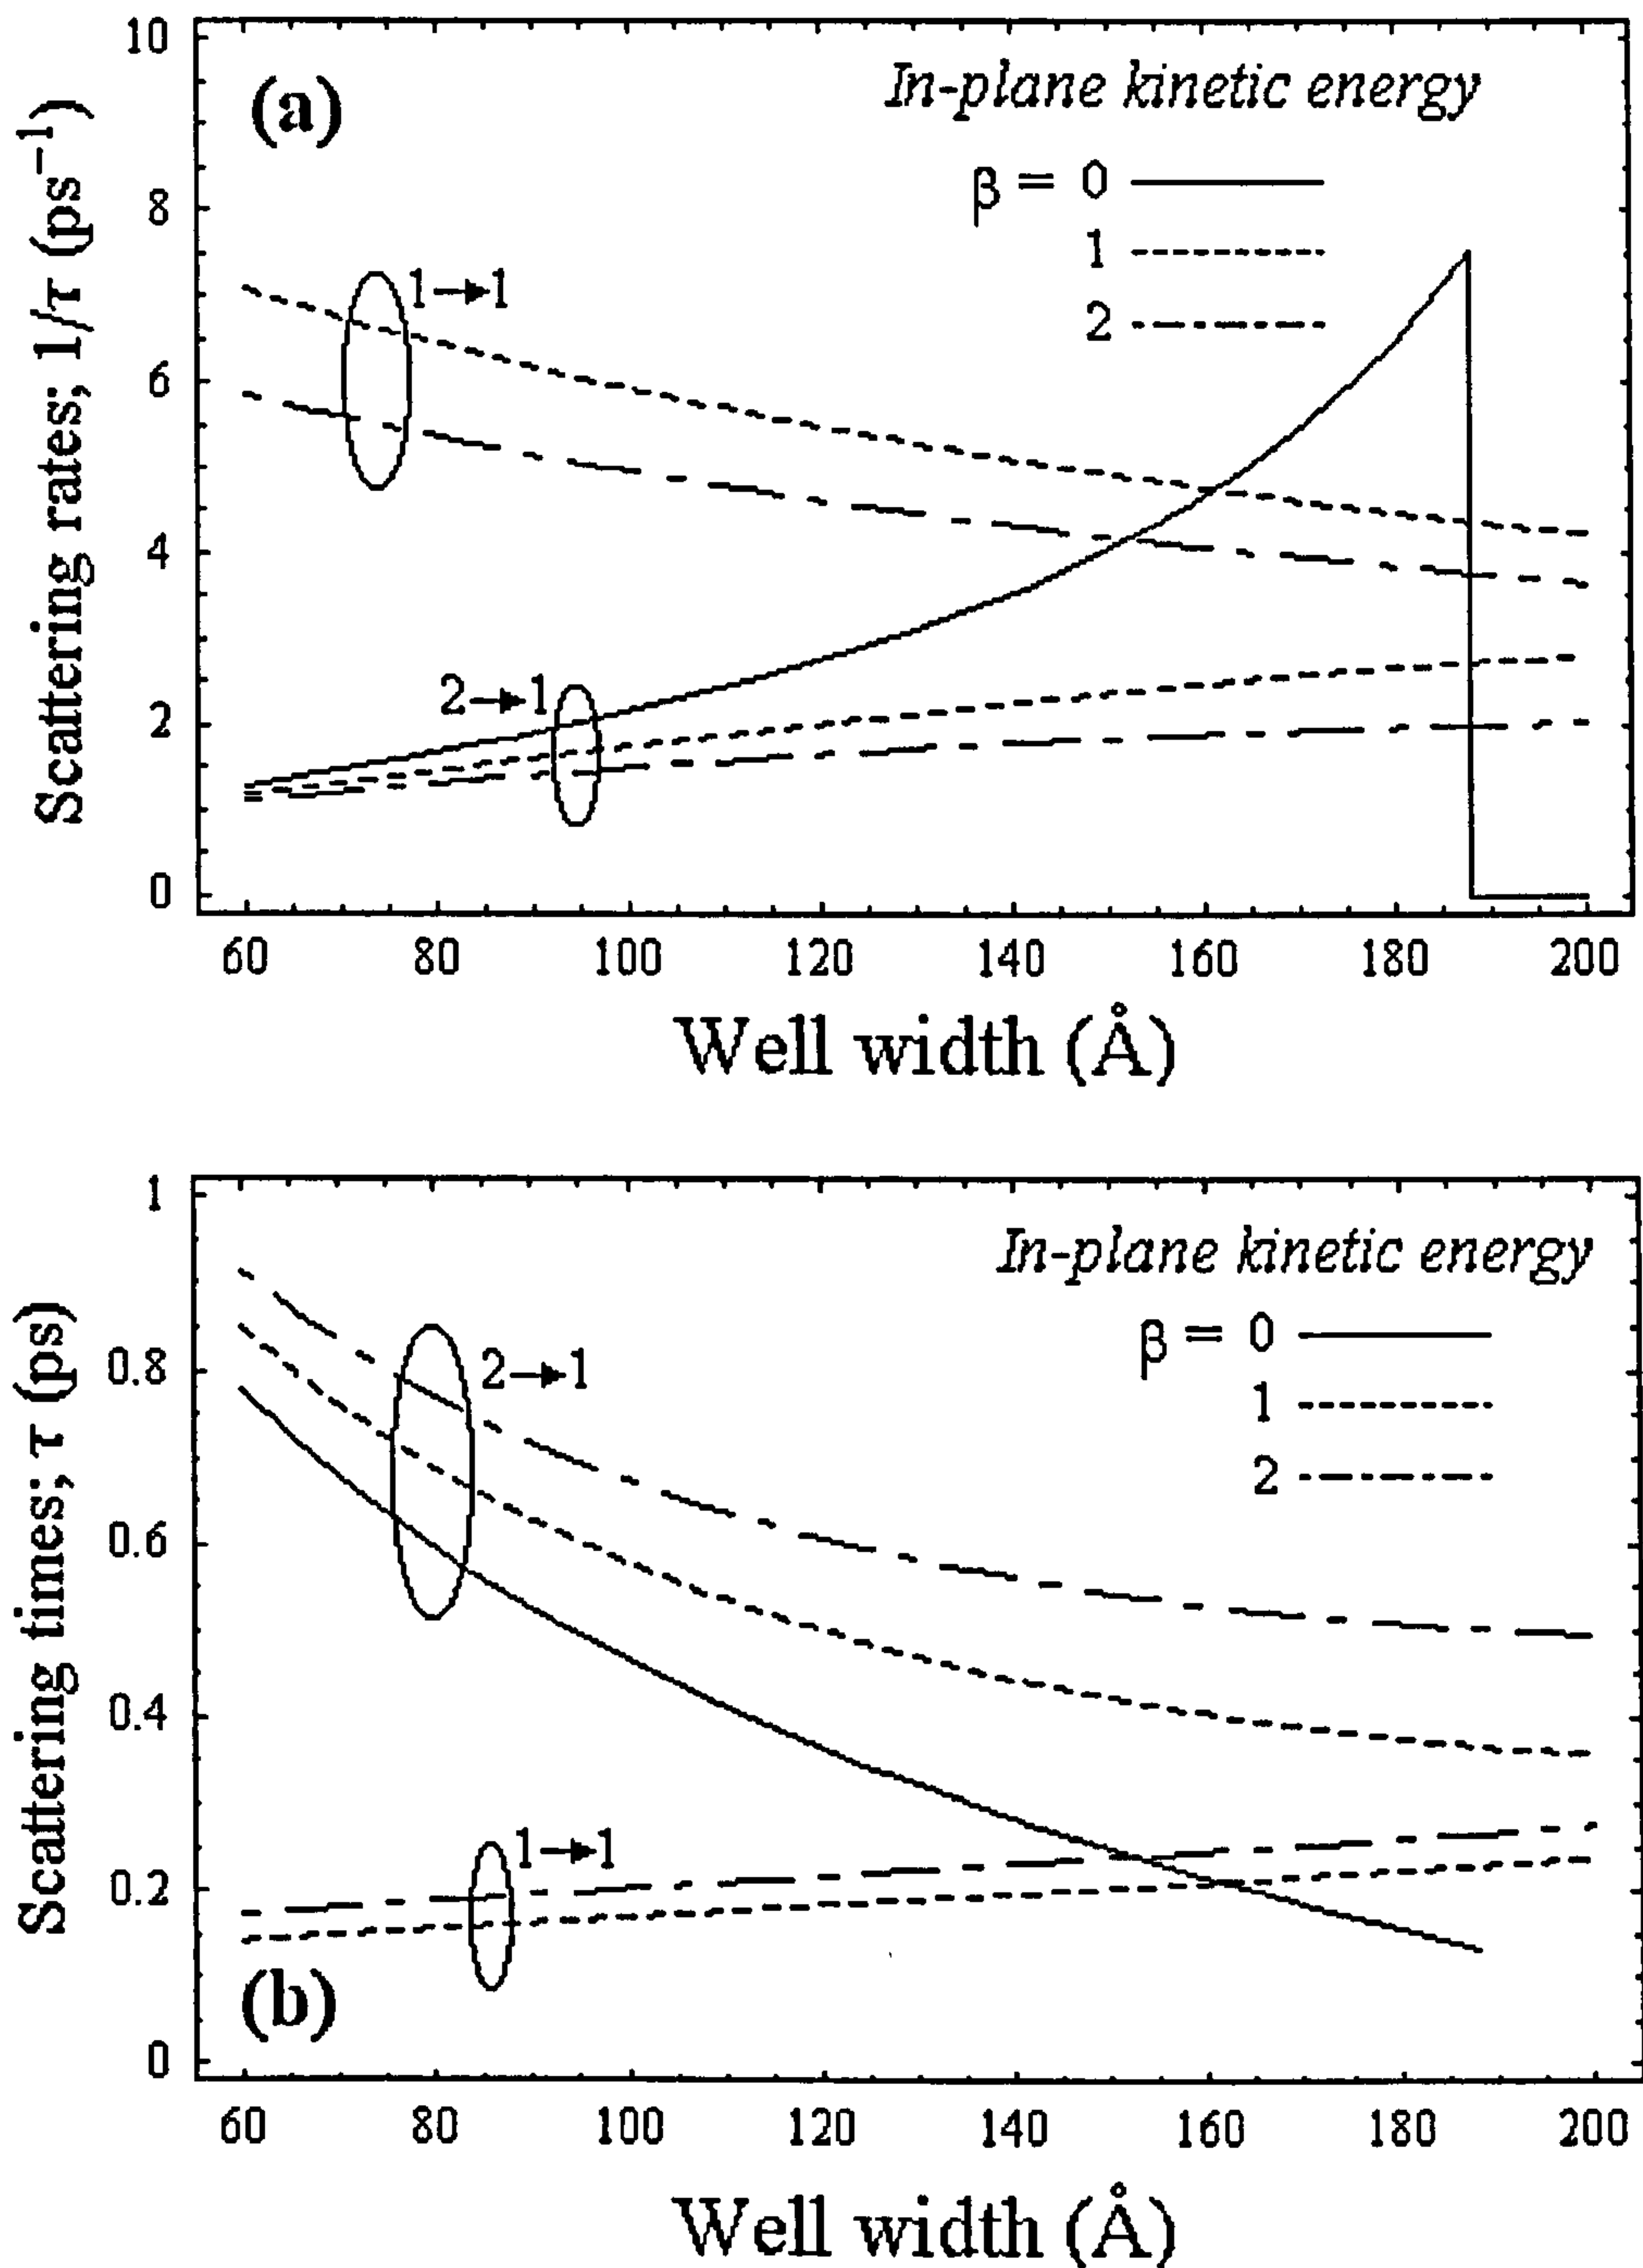 (a)
In-plane kinetic energy
β = 0
1
2
1→1
2→1
Scattering rates; 1/τ (ps⁻¹)
10
8
6
4
2
0
60 80 100 120 140 160 180 200
Well width (Å)
In-plane kinetic energy
β = 0
1
2
2→1
1→1
(b)
Scattering times; τ (ps)
1
0.8
0.6
0.4
0.2
0
60 80 100 120 140 160 180 200
Well width (Å)